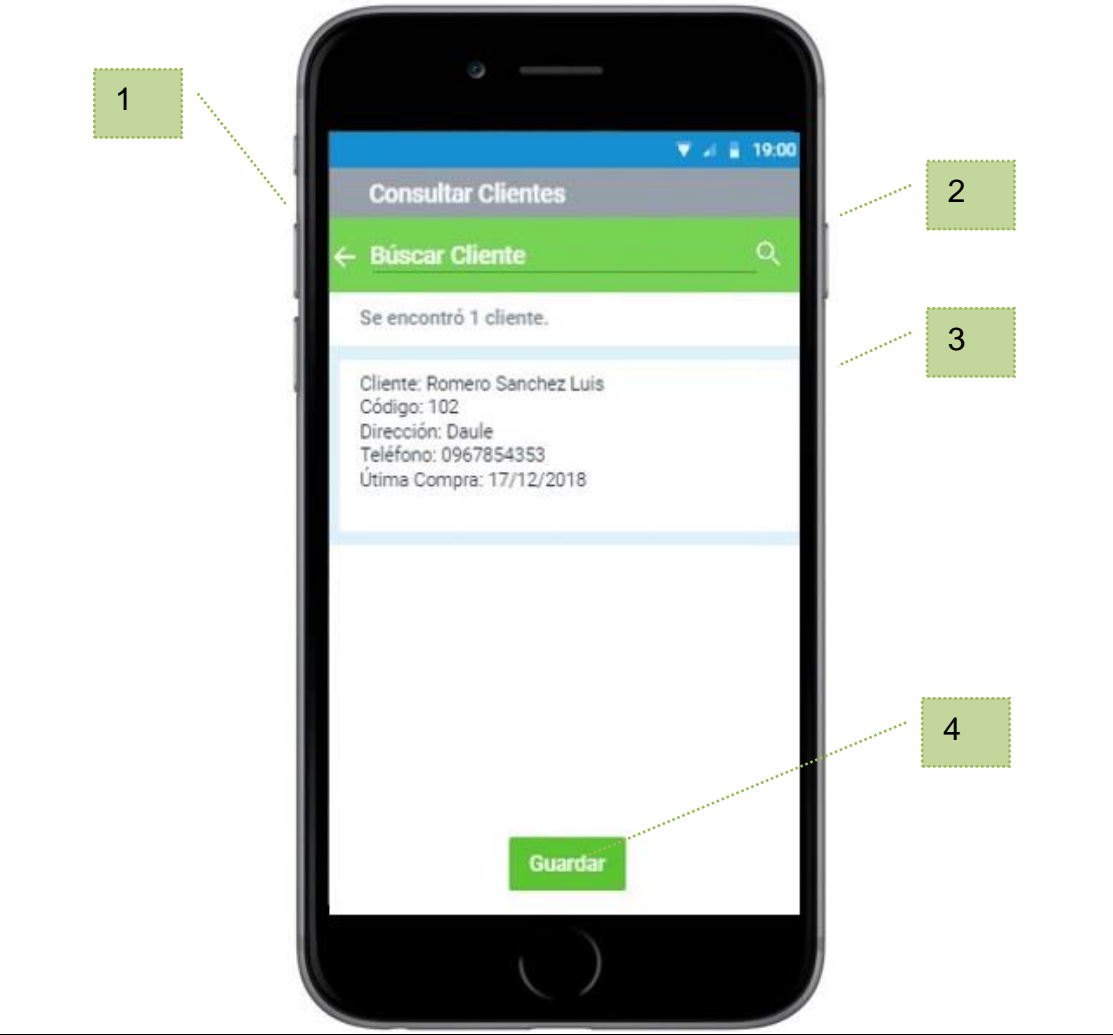 1
19:00
Consultar Clientes
2
Búscar Cliente
Se encontró 1 cliente.
3
Cliente: Romero Sanchez Luis
Código: 102
Dirección: Daule
Teléfono: 0967854353
Útima Compra: 17/12/2018
4
Guardar